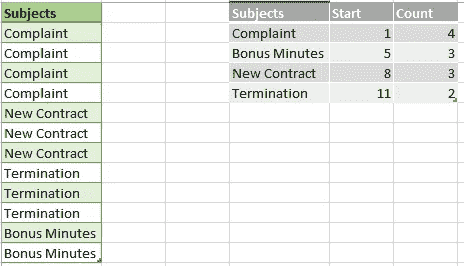 Subjects
Complaint
Complaint
Complaint
Complaint
New Contract
New Contract
New Contract
Termination
Termination
Termination
Bonus Minutes
Bonus Minutes
Subjects Start Count
Complaint 1 4
Bonus Minutes 5 3
New Contract 8 3
Termination 11 2